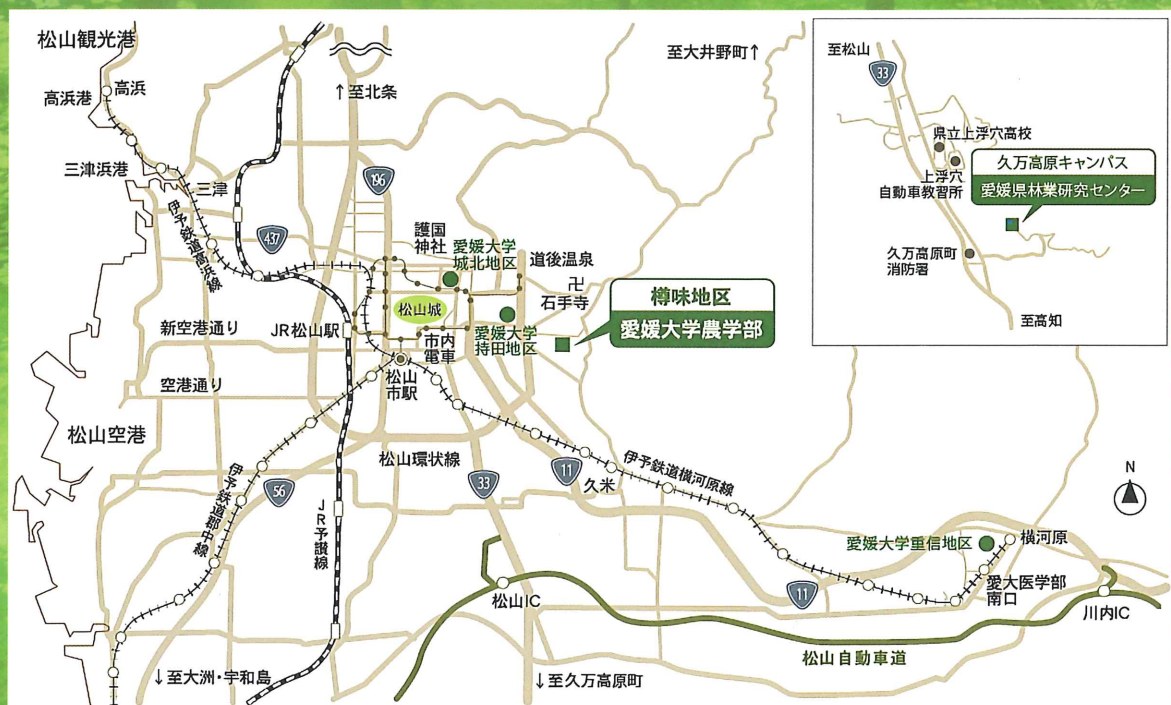 松山観光港
高浜
高浜港
三津浜港
三津
伊予鉄道高浜線
437
↑至北条
196
至大井野町↑
護国
神社
愛媛大学
城北地区
道後温泉
卍
石手寺
松山城
樽味地区
愛媛大学農学部
愛媛大学
持田地区
新空港通り
JR松山駅
市内
電車
松山
市駅
空港通り
松山空港
松山環状線
伊予鉄道郡中線
56
JR予讃線
33
11
久米
伊予鉄道横河原線
N
愛媛大学重信地区
横河原
愛大医学部
南口
11
松山IC
川内IC
松山自動車道
↓至大洲・宇和島
↓至久万高原町
至松山
33
県立上浮穴高校
上浮穴
自動車教習所
久万高原キャンパス
愛媛県林業研究センター
久万高原町
消防署
至高知